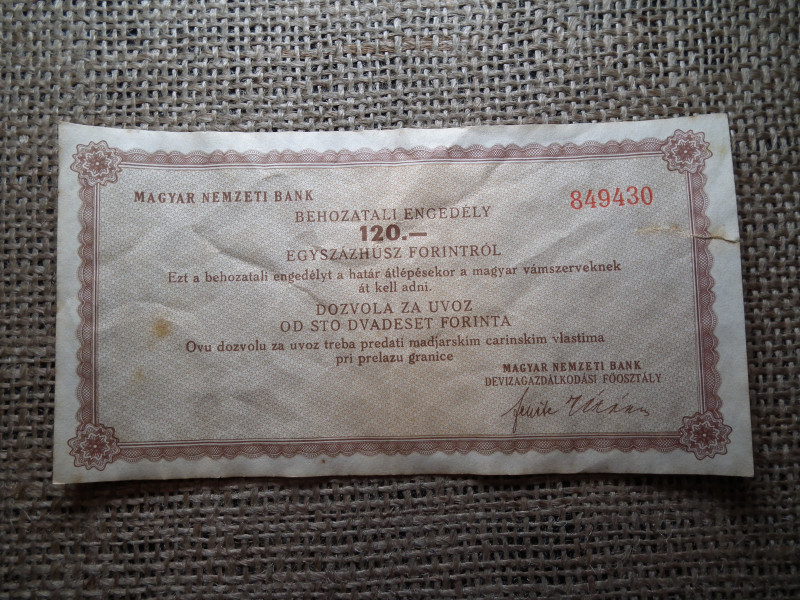 MAGYAR NEMZETI BANK
849430
BEHOZATALI ENGEDÉLY
120.—
EGYSZÁZHÚSZ FORINTRÓL
Ezt a behozatali engedélyt a határ átlépésekor a magyar vámszerveknek
át kell adni.
DOZVOLA ZA UVOZ
OD STO DVADESET FORINTA
Ovu dozvolu za uvoz treba predati madjarskim carinskim vlastima
pri prelazu granice
MAGYAR NEMZETI BANK
DEVIZAGAZDÁLKODÁSI FŐOSZTÁLY